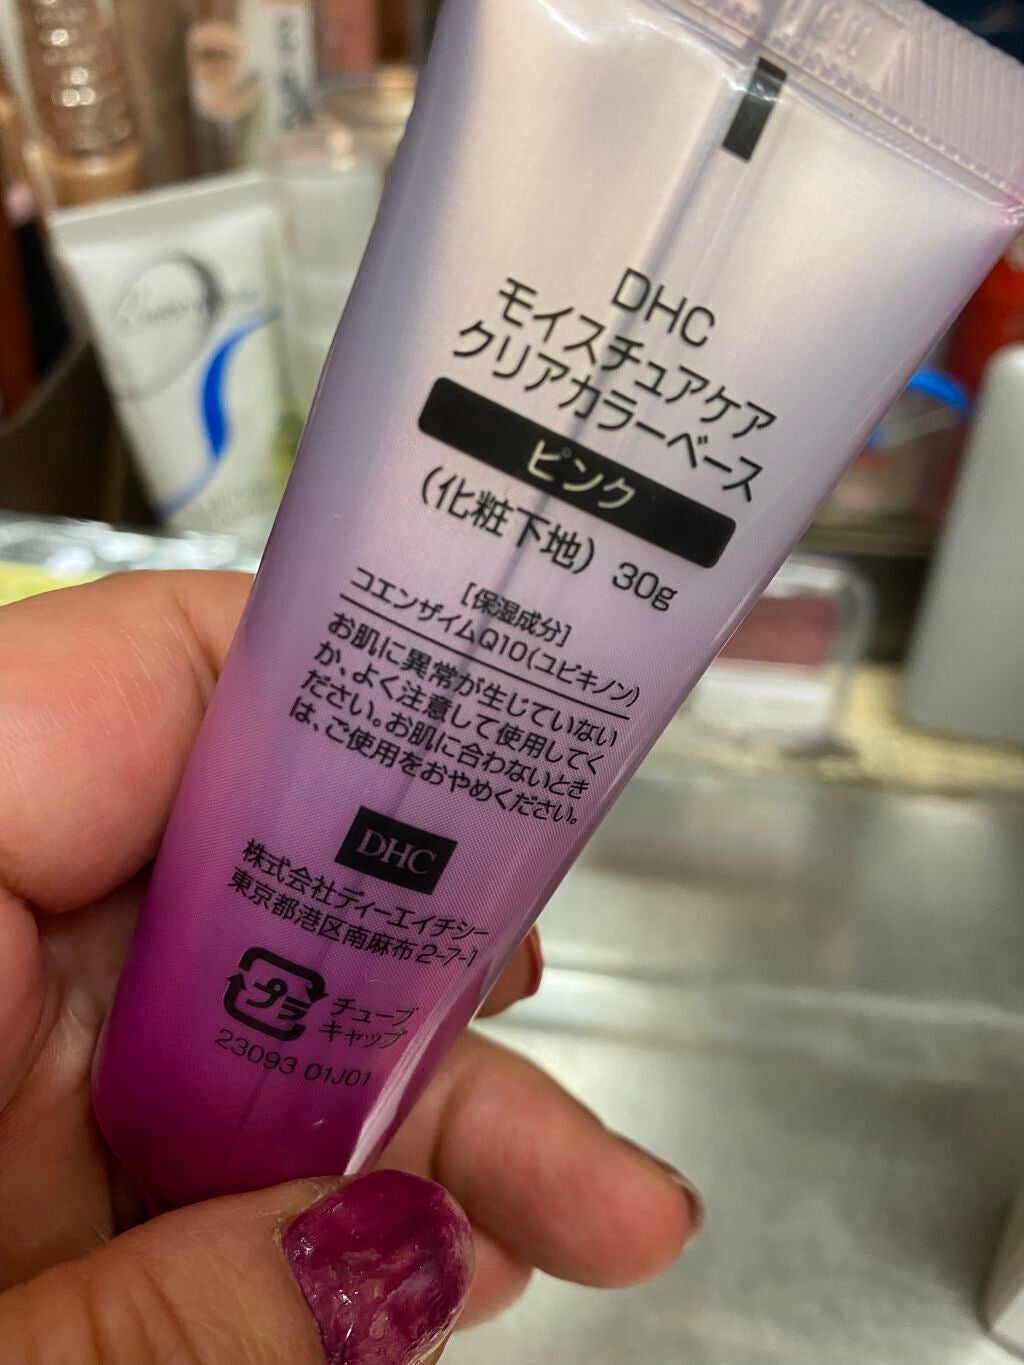 DHC
モイスチュアケア
クリアカラーベース
ピンク
(化粧下地) 30g
[保湿成分]
コエンザイムQ10(ユビキノン)
お肌に異常が生じていない
か、よく注意して使用してく
ださい。お肌に合わないとき
は、ご使用をおやめください。
DHC
株式会社ディーエイチシー
東京都港区南麻布2-7-1
プラ
チューブ
キャップ
23093 01J01